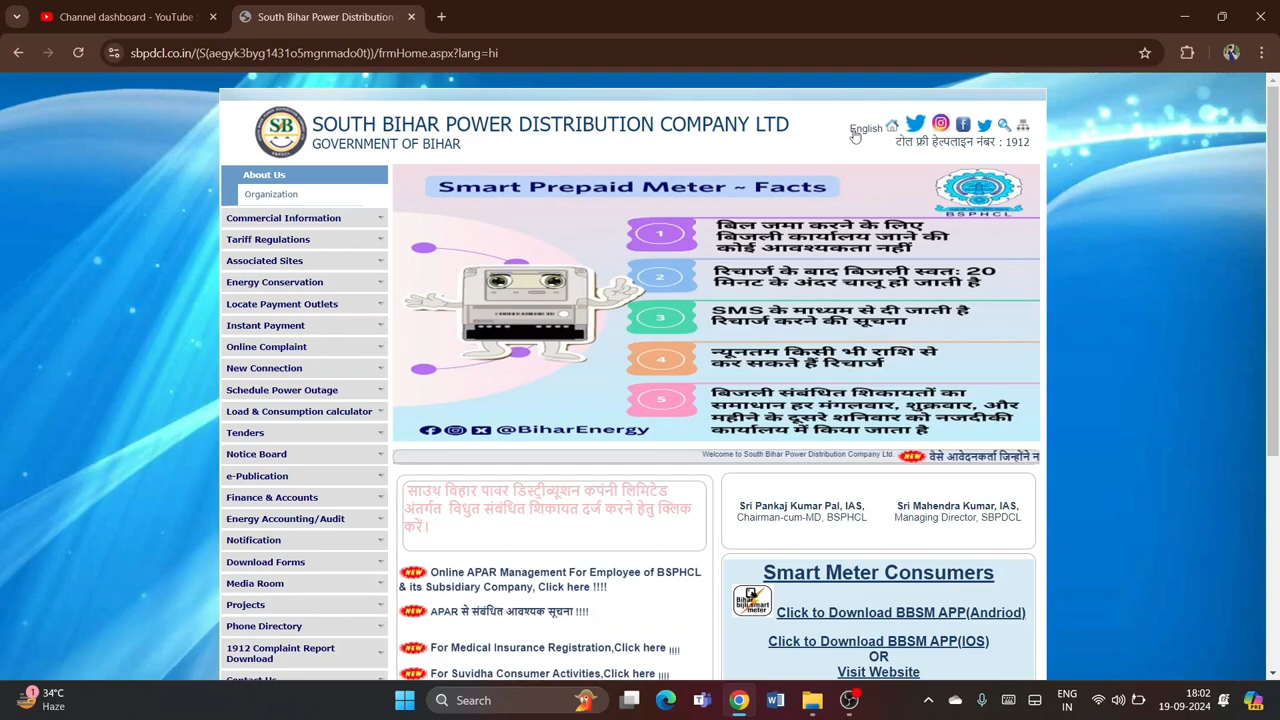 Channel dashboard - YouTube
South Bihar Power Distribution
sbpdcl.co.in/(S(aegyk3byg1431o5mgnmado0t))/frmHome.aspx?lang=hi
SB
SOUTH BIHAR POWER DISTRIBUTION COMPANY LTD
GOVERNMENT OF BIHAR
English
टोल फ्री हेल्पलाइन नंबर : 1912
About Us
Organization
Commercial Information
Tariff Regulations
Associated Sites
Energy Conservation
Locate Payment Outlets
Instant Payment
Online Complaint
New Connection
Schedule Power Outage
Load & Consumption calculator
Tenders
Notice Board
e-Publication
Finance & Accounts
Energy Accounting/Audit
Notification
Download Forms
Media Room
Projects
Phone Directory
1912 Complaint Report
Download
Contact Us
Smart Prepaid Meter ~ Facts
BSPHCL
1
बिल जमा करने के लिए
बिजली कार्यालय जाने की
कोई आवश्यकता नहीं
2
रिचार्ज के बाद बिजली स्वतः 20
मिनट के अंदर चालू हो जाती है
3
SMS के माध्यम से दी जाती है
रिचार्ज करने की सूचना
4
न्यूनतम किसी भी राशि से
कर सकते हैं रिचार्ज
5
बिजली संबंधित शिकायतों का
समाधान हर मंगलवार, शुक्रवार, और
महीने के दूसरे शनिवार को नजदीकी
कार्यालय में किया जाता है
@BiharEnergy
Welcome to South Bihar Power Distribution Company Ltd. NEW वेसे आवेदनकर्ता जिन्होंने न
साउथ बिहार पावर डिस्ट्रीब्यूशन कपंनी लिमिटेड
अंतर्गत विधुत संबंधित शिकायत दर्ज करने हेतु क्लिक
करें।
NEW Online APAR Management For Employee of BSPHCL
& its Subsidiary Company, Click here !!!!
NEW APAR से संबंधित आवश्यक सूचना !!!!
NEW For Medical Insurance Registration,Click here !!!!
NEW For Suvidha Consumer Activities,Click here !!!!
Sri Pankaj Kumar Pal, IAS,
Chairman-cum-MD, BSPHCL
Sri Mahendra Kumar, IAS,
Managing Director, SBPDCL
Smart Meter Consumers
Bihar
bijli smart
meter
Click to Download BBSM APP(Andriod)
Click to Download BBSM APP(IOS)
OR
Visit Website
1
34°C
Haze
Search
ENG
IN
18:02
19-09-2024